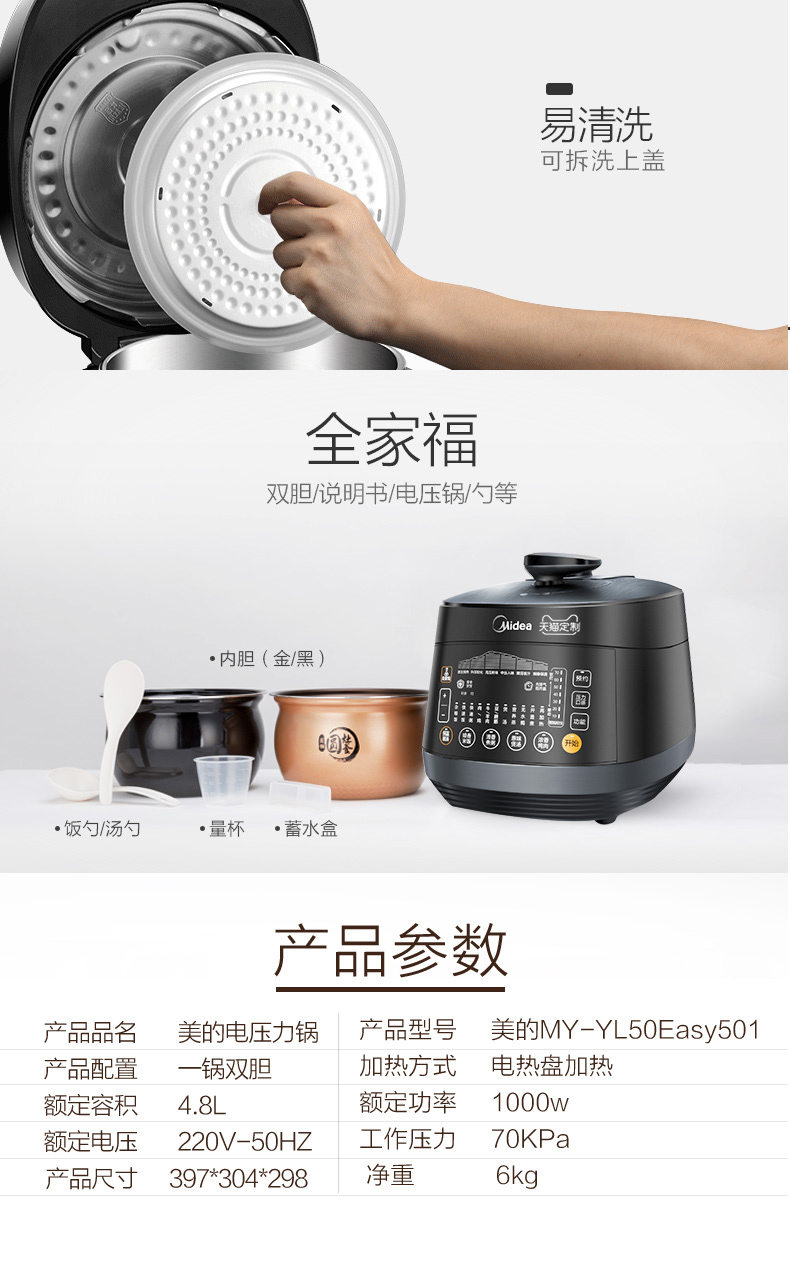 易清洗
可拆洗上盖
全家福
双胆/说明书/电压锅/勺等
Midea 天猫定制
•内胆（金/黑）
预约
功能
开始
•饭勺/汤勺
•量杯
•蓄水盒
产品参数
产品品名 美的电压力锅 产品型号 美的MY-YL50Easy501
产品配置 一锅双胆 加热方式 电热盘加热
额定容积 4.8L 额定功率 1000w
额定电压 220V-50HZ 工作压力 70KPa
产品尺寸 397*304*298 净重 6kg